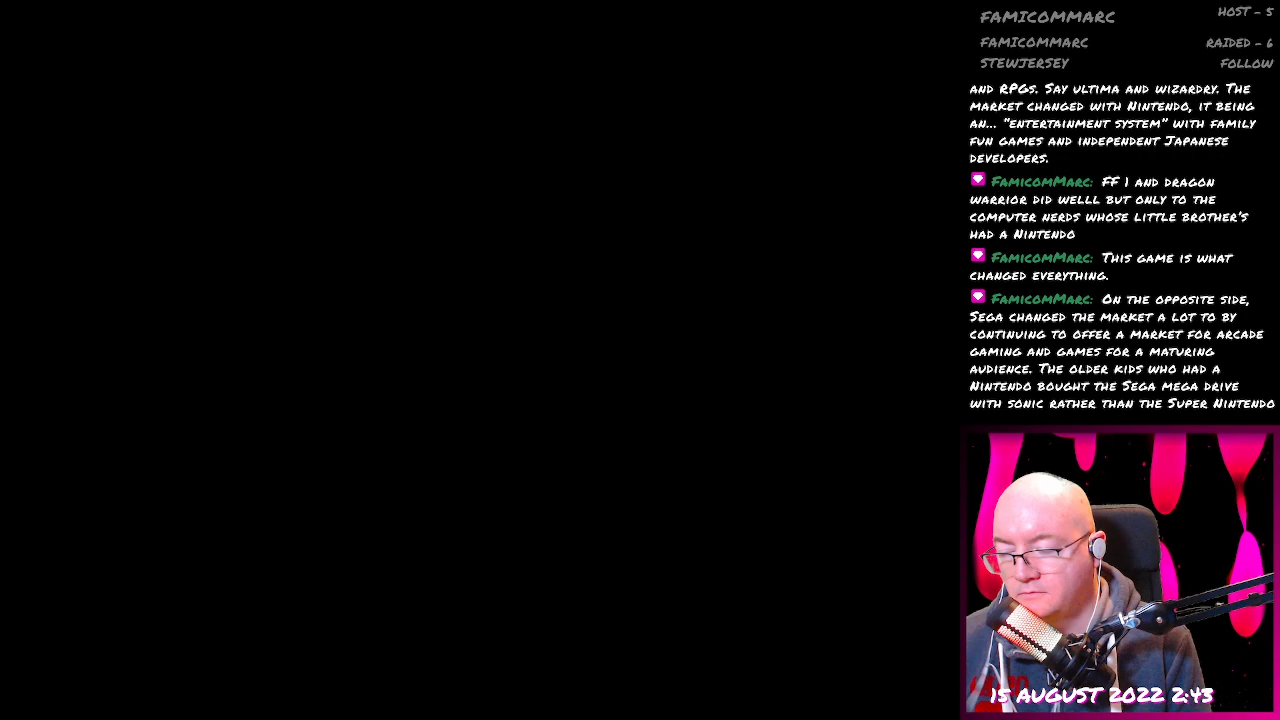 FAMICOMMARC HOST - 5
FAMICOMMARC RAIDED - 6
STEWJERSEY FOLLOW
AND RPGS. SAY ULTIMA AND WIZARDRY. THE
MARKET CHANGED WITH NINTENDO, IT BEING
AN... "ENTERTAINMENT SYSTEM" WITH FAMILY
FUN GAMES AND INDEPENDENT JAPANESE
DEVELOPERS.
FAMICOMMARC: FF 1 AND DRAGON
WARRIOR DID WELLL BUT ONLY TO THE
COMPUTER NERDS WHOSE LITTLE BROTHER'S
HAD A NINTENDO
FAMICOMMARC: THIS GAME IS WHAT
CHANGED EVERYTHING.
FAMICOMMARC: ON THE OPPOSITE SIDE,
SEGA CHANGED THE MARKET A LOT TO BY
CONTINUING TO OFFER A MARKET FOR ARCADE
GAMING AND GAMES FOR A MATURING
AUDIENCE. THE OLDER KIDS WHO HAD A
NINTENDO BOUGHT THE SEGA MEGA DRIVE
WITH SONIC RATHER THAN THE SUPER NINTENDO
15 AUGUST 2022 2:43